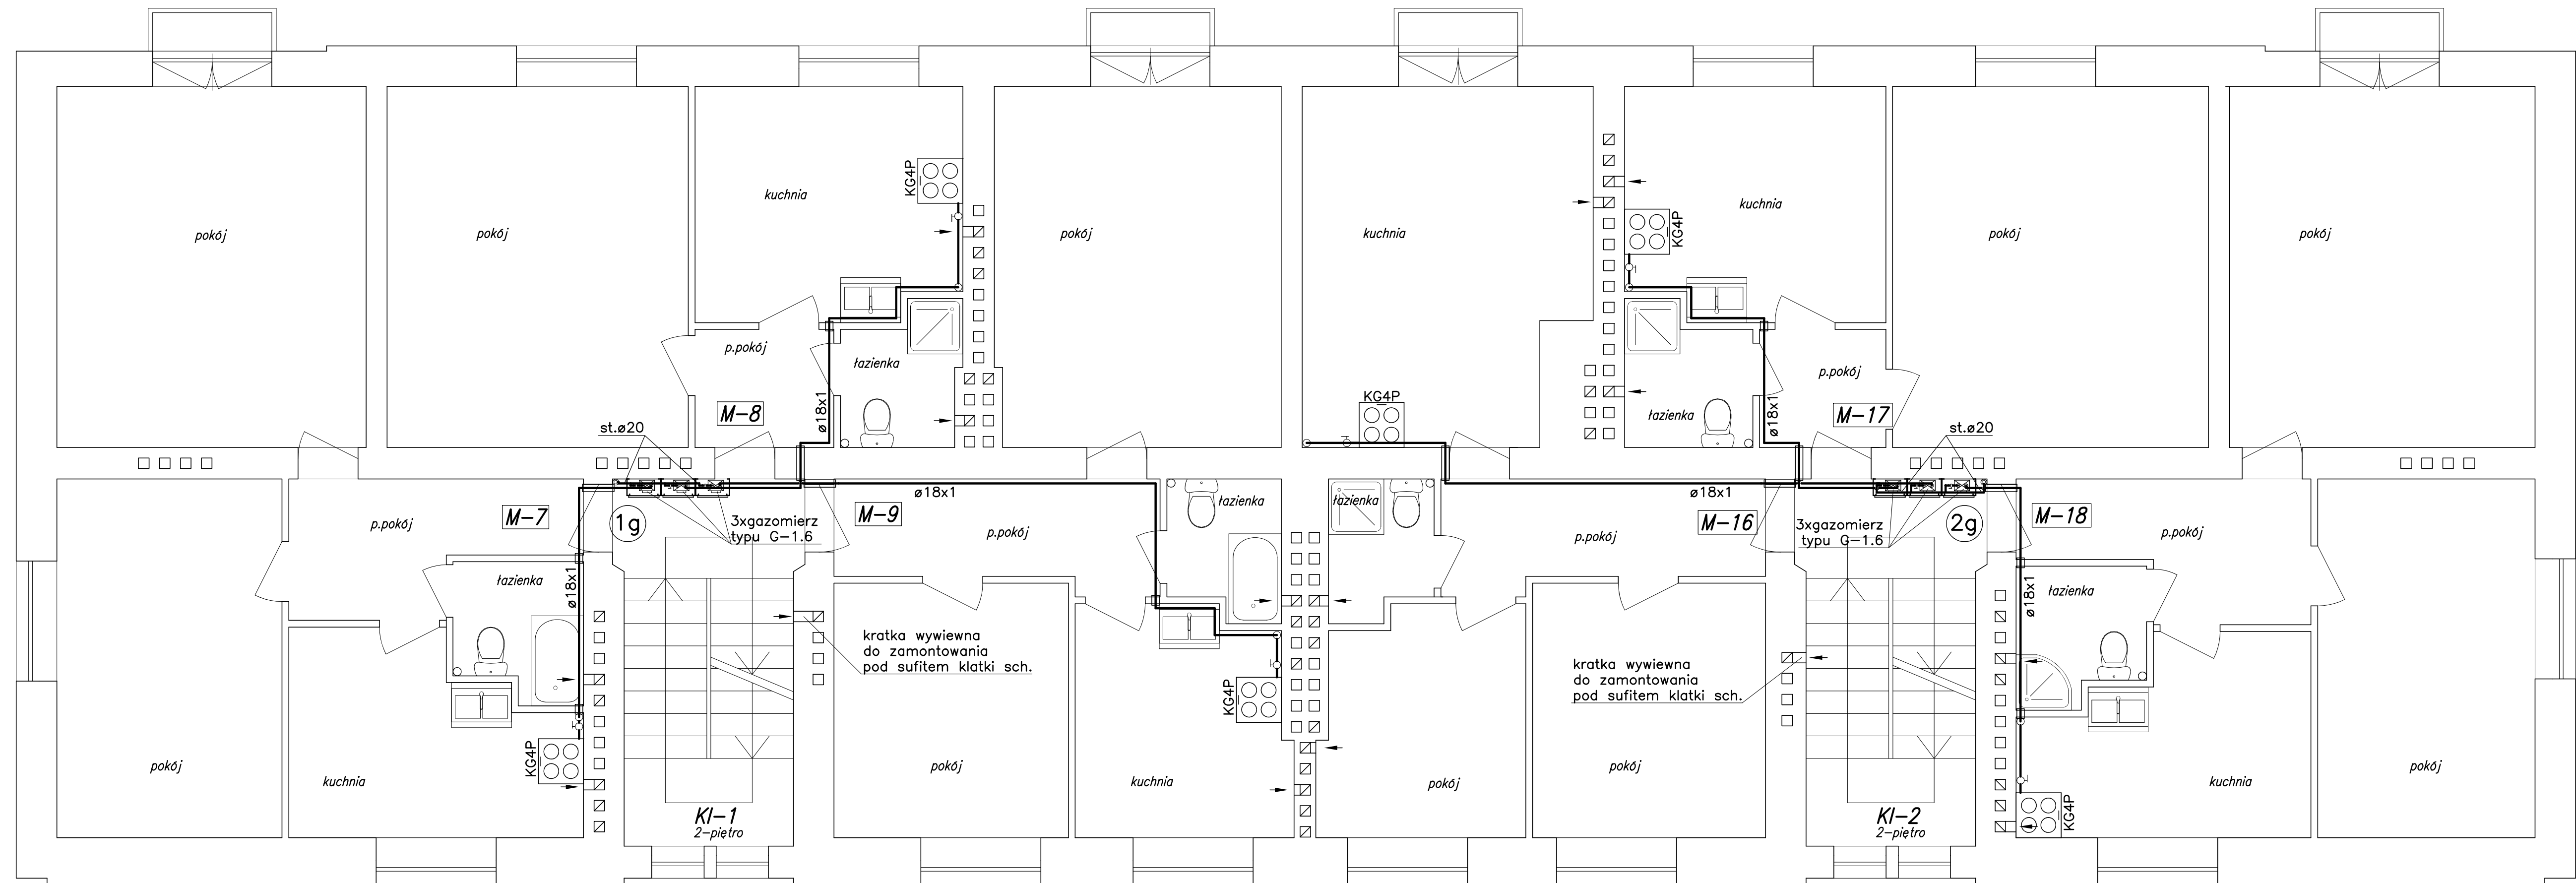 KG4P
kuchnia
pokój
pokój
pokój
kuchnia
KG4P
kuchnia
pokój
pokój
p.pokój
łazienka
M-8
ø18x1
st.ø20
KG4P
łazienka
p.pokój
M-17
ø18x1
st.ø20
p.pokój
M-7
1g
3xgazomierz
typu G-1.6
M-9
ø18x1
p.pokój
łazienka
łazienka
ø18x1
p.pokój
M-16
3xgazomierz
typu G-1.6
2g
M-18
p.pokój
łazienka
ø18x1
kratka wywiewna
do zamontowania
pod sufitem klatki sch.
kratka wywiewna
do zamontowania
pod sufitem klatki sch.
łazienka
ø18x1
pokój
kuchnia
KG4P
Kl-1
2-piętro
pokój
kuchnia
KG4P
pokój
pokój
Kl-2
2-piętro
KG4P
kuchnia
pokój